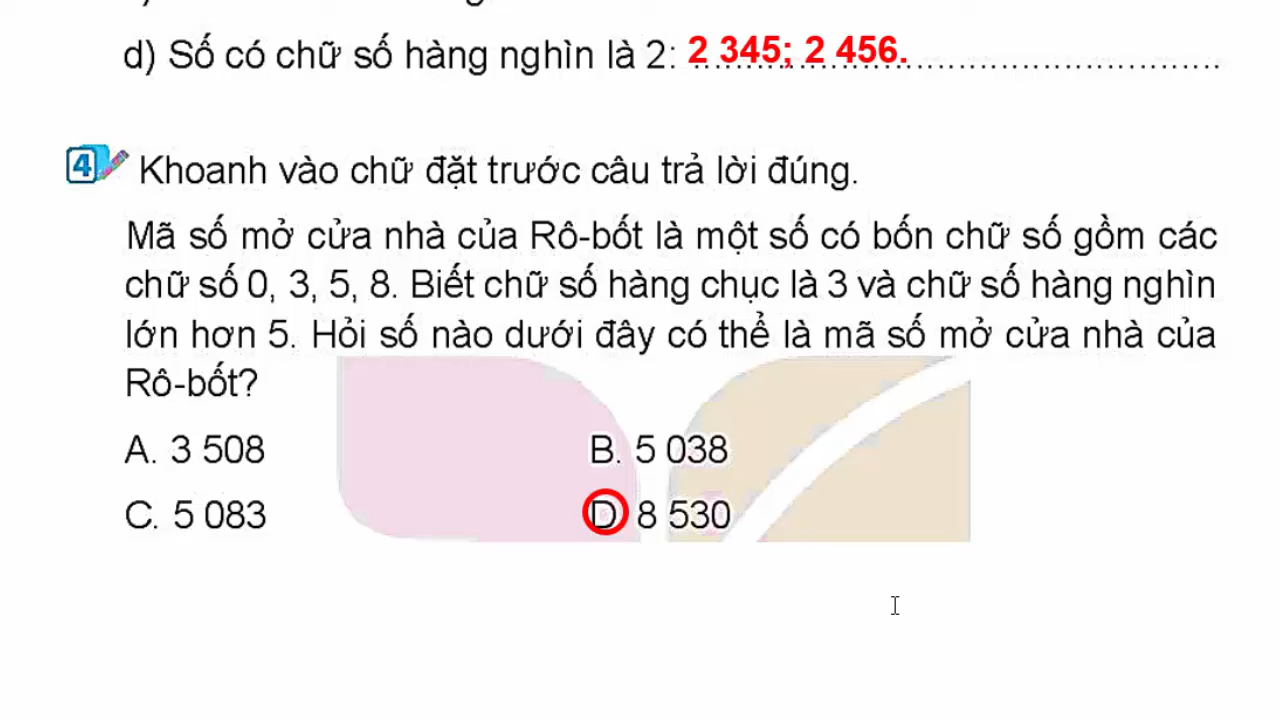 d) Số có chữ số hàng nghìn là 2: 2 345; 2 456.
4 Khoanh vào chữ đặt trước câu trả lời đúng.
Mã số mở cửa nhà của Rô-bốt là một số có bốn chữ số gồm các
chữ số 0, 3, 5, 8. Biết chữ số hàng chục là 3 và chữ số hàng nghìn
lớn hơn 5. Hỏi số nào dưới đây có thể là mã số mở cửa nhà của
Rô-bốt?
A. 3 508 B. 5 038
C. 5 083 D 8 530